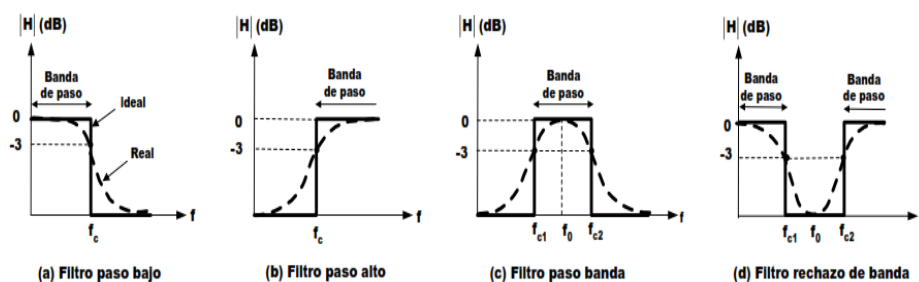 |H| (dB)
Banda
de paso
Ideal
0
-3
Real
f
fc
(a) Filtro paso bajo
|H| (dB)
Banda
de paso
0
-3
f
fc
(b) Filtro paso alto
|H| (dB)
Banda
de paso
0
-3
f
fc1 f0 fc2
(c) Filtro paso banda
|H| (dB)
Banda
de paso
Banda
de paso
0
-3
fc1 f0 fc2
(d) Filtro rechazo de banda